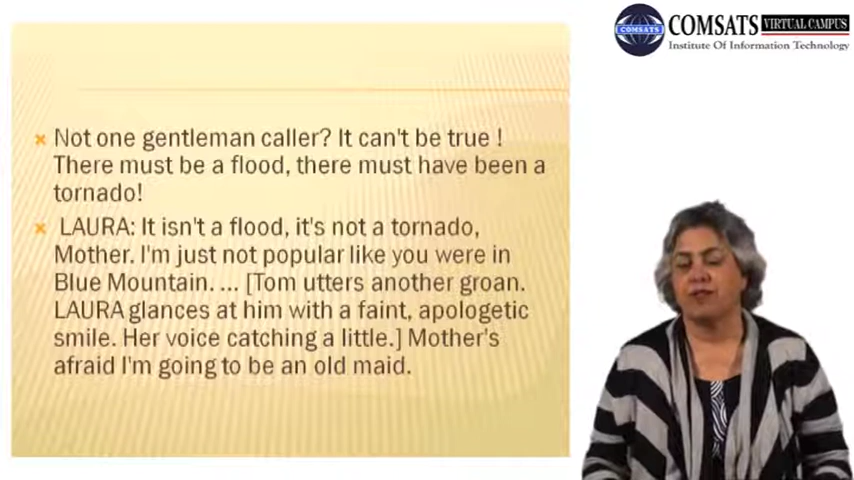 COMSATS VIRTUAL CAMPUS
COMSATS
Institute Of Information Technology
Not one gentleman caller? It can't be true !
There must be a flood, there must have been a
tornado!
LAURA: It isn't a flood, it's not a tornado,
Mother. I'm just not popular like you were in
Blue Mountain. ... [Tom utters another groan.
LAURA glances at him with a faint, apologetic
smile. Her voice catching a little.] Mother's
afraid I'm going to be an old maid.